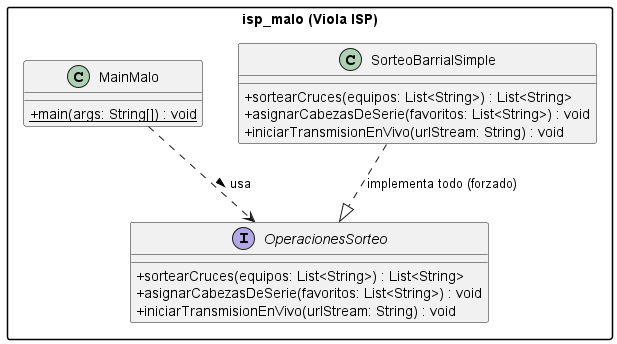 isp_malo (Viola ISP)
C MainMalo
+main(args: String[]) : void
C SorteoBarrialSimple
+sortearCruces(equipos: List<String>) : List<String>
+asignarCabezasDeSerie(favoritos: List<String>) : void
+iniciarTransmisionEnVivo(urlStream: String) : void
usa
implementa todo (forzado)
I OperacionesSorteo
+sortearCruces(equipos: List<String>) : List<String>
+asignarCabezasDeSerie(favoritos: List<String>) : void
+iniciarTransmisionEnVivo(urlStream: String) : void